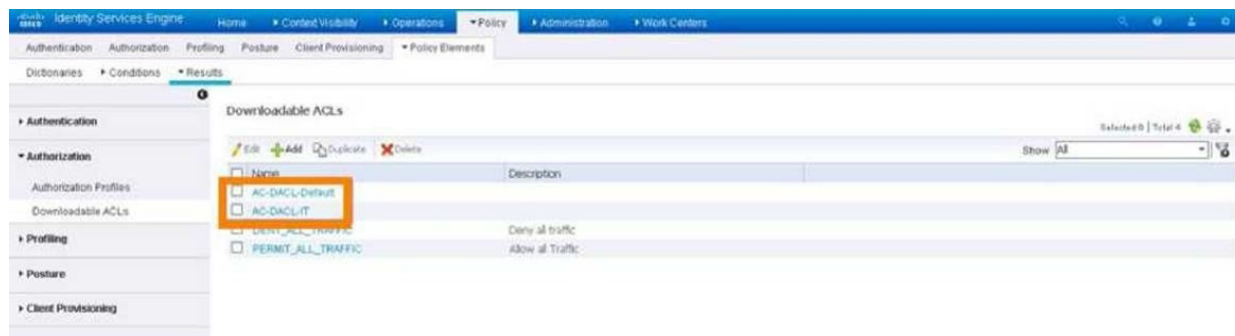 cisco Identity Services Engine Home Context Visibility Operations Policy Administration Work Centers
Authentication Authorization Profiling Posture Client Provisioning Policy Elements
Dictionaries Conditions Results
Authentication
Authorization
Authorization Profiles
Downloadable ACLs
Profiling
Posture
Client Provisioning
Downloadable ACLs
Selected 0 | Total 4
Edit Add Duplicate Delete
Show All
Name Description
AC-DACL-Default
AC-DACL-IT
DENY_ALL_TRAFFIC Deny all traffic
PERMIT_ALL_TRAFFIC Allow all Traffic